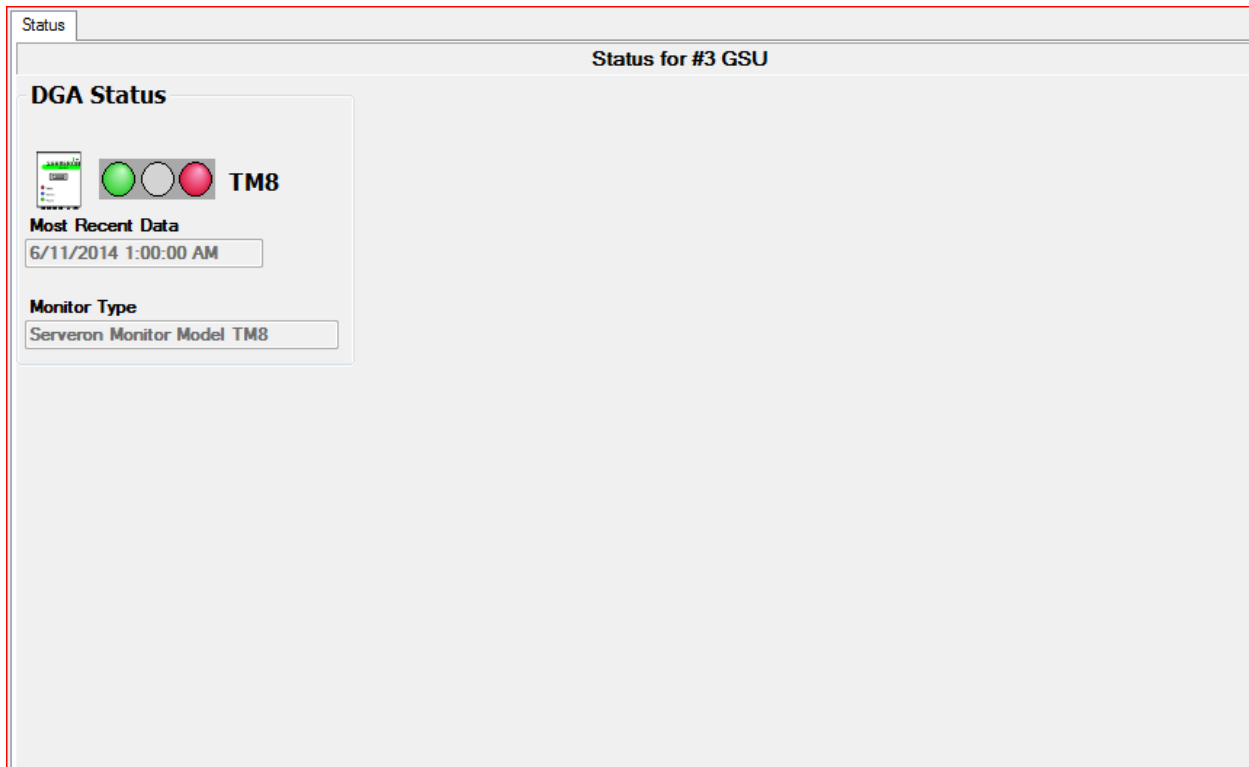 Status
Status for #3 GSU
DGA Status
TM8
Most Recent Data
6/11/2014 1:00:00 AM
Monitor Type
Serveron Monitor Model TM8